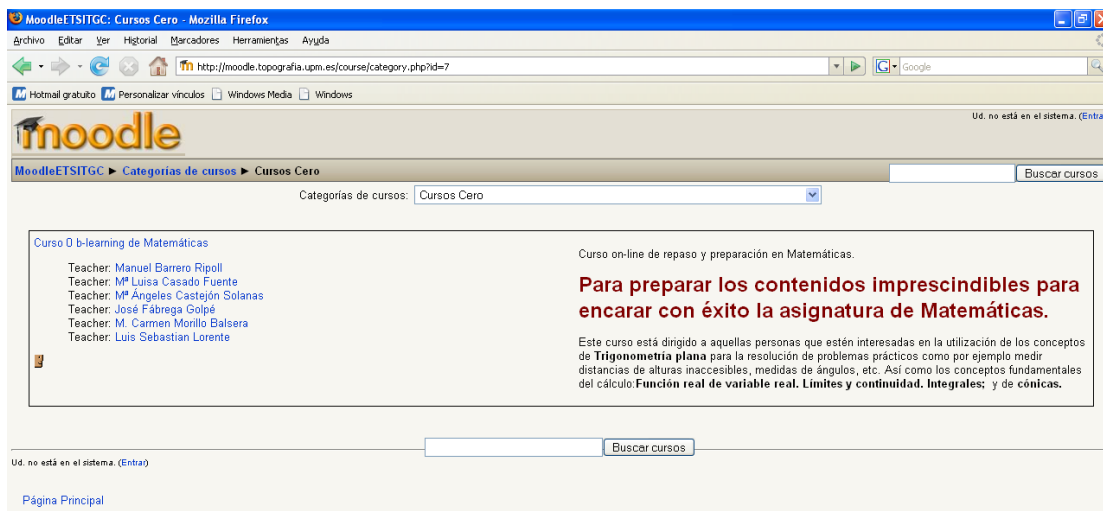 MoodleETSITGC: Cursos Cero - Mozilla Firefox
Archivo Editar Ver Historial Marcadores Herramientas Ayuda
http://moodle.topografia.upm.es/course/category.php?id=7
Google
Hotmail gratuito Personalizar vínculos Windows Media Windows
Ud. no está en el sistema. (Entra
moodle
MoodleETSITGC ► Categorías de cursos ► Cursos Cero
Buscar cursos
Categorías de cursos: Cursos Cero
Curso 0 b-learning de Matemáticas
Teacher: Manuel Barrero Ripoll
Teacher: Mª Luisa Casado Fuente
Teacher: Mª Ángeles Castejón Solanas
Teacher: José Fábrega Golpé
Teacher: M. Carmen Morillo Balsera
Teacher: Luis Sebastian Lorente
Curso on-line de repaso y preparación en Matemáticas.
Para preparar los contenidos imprescindibles para
encarar con éxito la asignatura de Matemáticas.
Este curso está dirigido a aquellas personas que estén interesadas en la utilización de los conceptos
de Trigonometría plana para la resolución de problemas prácticos como por ejemplo medir
distancias de alturas inaccesibles, medidas de ángulos, etc. Así como los conceptos fundamentales
del cálculo:Función real de variable real. Límites y continuidad. Integrales; y de cónicas.
Buscar cursos
Ud. no está en el sistema. (Entrar)
Página Principal